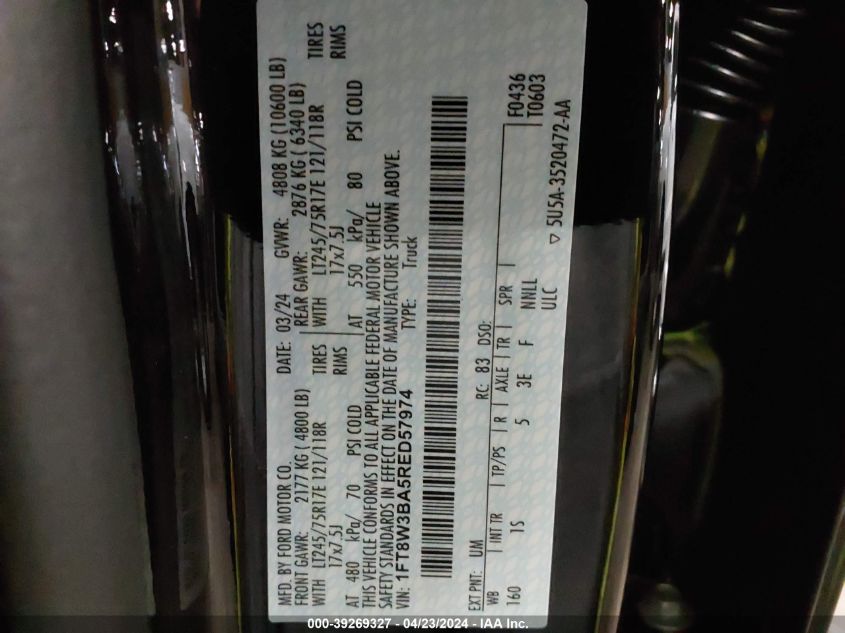 MFD. BY FORD MOTOR CO.
DATE: 03/24 GVWR: 4808 KG (10600 LB)
FRONT GAWR: 2177 KG ( 4800 LB) REAR GAWR: 2876 KG ( 6340 LB)
WITH LT245/75R17E 121/118R TIRES WITH LT245/75R17E 121/118R TIRES
17x7.5J RIMS 17x7.5J RIMS
AT 480 kPa/ 70 PSI COLD AT 550 kPa/ 80 PSI COLD
THIS VEHICLE CONFORMS TO ALL APPLICABLE FEDERAL MOTOR VEHICLE
SAFETY STANDARDS IN EFFECT ON THE DATE OF MANUFACTURE SHOWN ABOVE.
VIN: 1FT8W3BA5RED57974 TYPE: Truck
EXT PNT: UM RC: 83 DSO: F0436
WB INT TR TP/PS R AXLE TR SPR T0603
160 1S 5 3E F NNLL
ULC
▽ 5U5A-3520472-AA
000-39269327 - 04/23/2024 - IAA Inc.